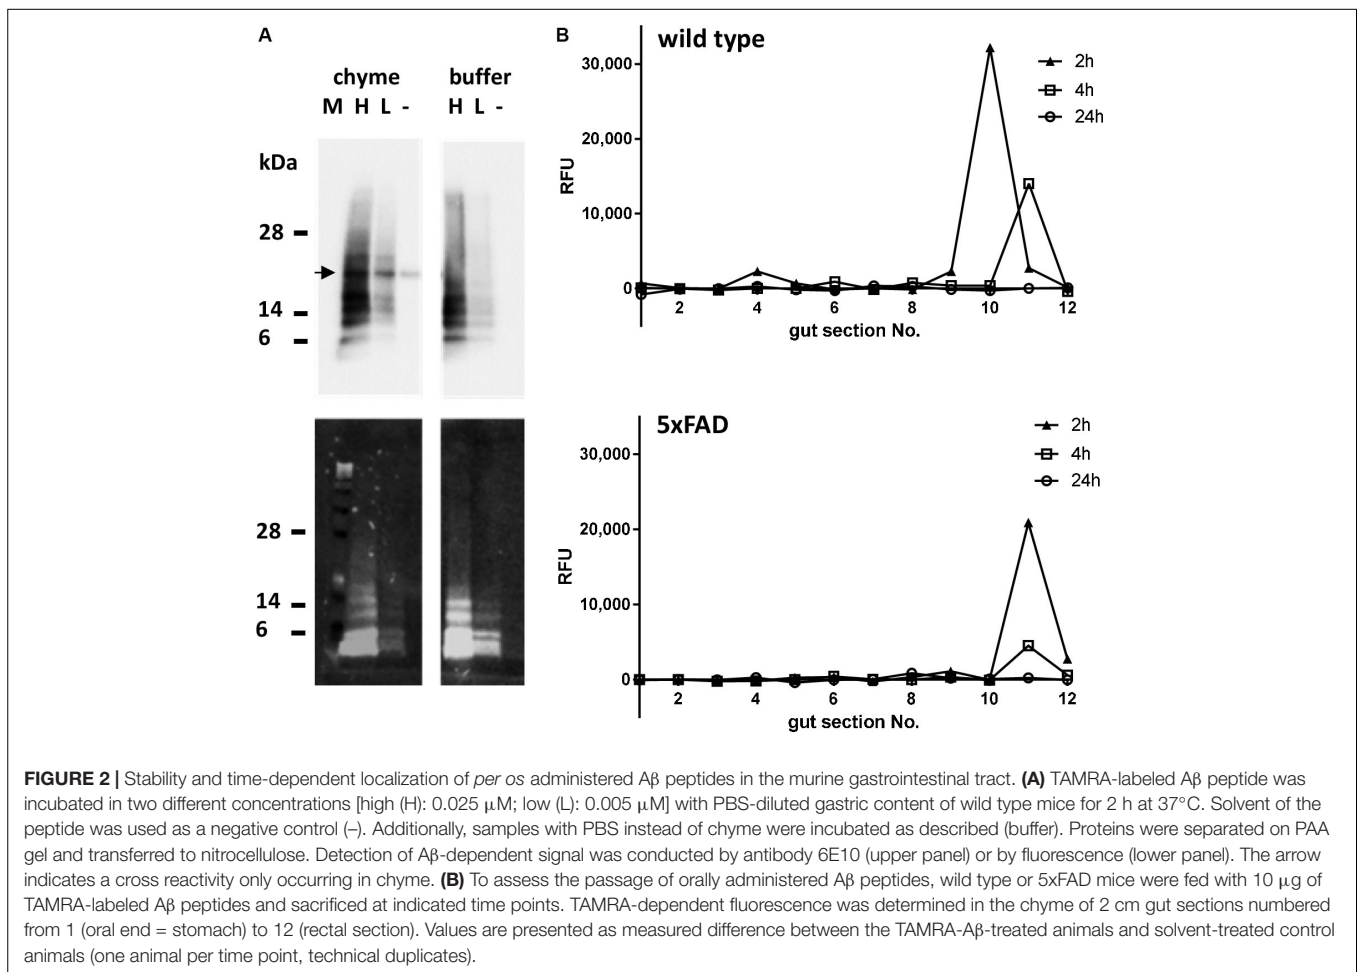 A
chyme buffer
M H L - H L -
kDa
28
14
6
28
14
6
B
wild type
2h
4h
24h
30,000
20,000
10,000
0
RFU
2 4 6 8 10 12
gut section No.
5xFAD
2h
4h
24h
30,000
20,000
10,000
0
RFU
2 4 6 8 10 12
gut section No.
FIGURE 2 | Stability and time-dependent localization of per os administered Aβ peptides in the murine gastrointestinal tract. (A) TAMRA-labeled Aβ peptide was
incubated in two different concentrations [high (H): 0.025 μM; low (L): 0.005 μM] with PBS-diluted gastric content of wild type mice for 2 h at 37°C. Solvent of the
peptide was used as a negative control (–). Additionally, samples with PBS instead of chyme were incubated as described (buffer). Proteins were separated on PAA
gel and transferred to nitrocellulose. Detection of Aβ-dependent signal was conducted by antibody 6E10 (upper panel) or by fluorescence (lower panel). The arrow
indicates a cross reactivity only occurring in chyme. (B) To assess the passage of orally administered Aβ peptides, wild type or 5xFAD mice were fed with 10 μg of
TAMRA-labeled Aβ peptides and sacrificed at indicated time points. TAMRA-dependent fluorescence was determined in the chyme of 2 cm gut sections numbered
from 1 (oral end = stomach) to 12 (rectal section). Values are presented as measured difference between the TAMRA-Aβ-treated animals and solvent-treated control
animals (one animal per time point, technical duplicates).